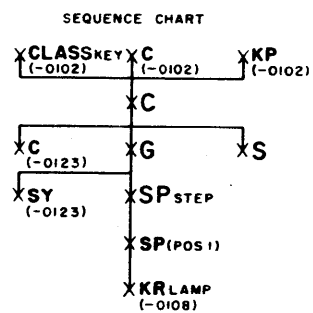 SEQUENCE CHART
CLASS KEY C KP
(-0102) (-0102) (-0102)
C
C G S
(-0123)
SY SP STEP
(-0123)
SP (POS 1)
KR LAMP
(-0108)